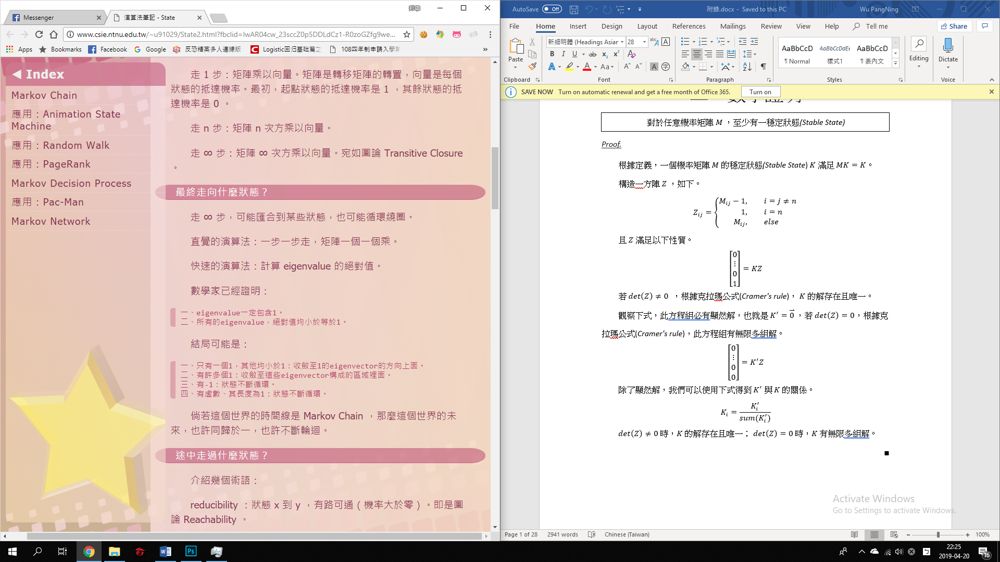 邦寧
Messenger
演算法筆記 - State
www.csie.ntnu.edu.tw/~u91029/State2.html?fbclid=IwAR04cw_23sccZ0p5DDLdCz1-R0zoGZfg9we...
Apps
Bookmarks
Facebook
Google
反恐精英多人連線版
Logistic回归基础篇之
108四年制申請入學
»
◀ Index
Markov Chain
應用：Animation State
Machine
應用：Random Walk
應用：PageRank
Markov Decision Process
應用：Pac-Man
Markov Network
走 1 步：矩陣乘以向量。矩陣是轉移矩陣的轉置，向量是每個
狀態的抵達機率。最初，起點狀態的抵達機率是 1 ，其餘狀態的抵
達機率是 0 。
走 n 步：矩陣 n 次方乘以向量。
走 ∞ 步：矩陣 ∞ 次方乘以向量。宛如圖論 Transitive Closure
。
最終走向什麼狀態？
走 ∞ 步，可能匯合到某些狀態，也可能循環繞圈。
直覺的演算法：一步一步走，矩陣一個一個乘。
快速的演算法：計算 eigenvalue 的絕對值。
數學家已經證明：
一、eigenvalue一定包含1。
二、所有的eigenvalue，絕對值均小於等於1。
結局可能是：
一、只有一個1，其他均小於1：收斂至1的eigenvector的方向上面。
二、有許多個1：收斂至這些eigenvector構成的區域裡面。
三、有-1：狀態不斷循環。
四、有虛數、其長度為1：狀態不斷循環。
倘若這個世界的時間線是 Markov Chain ，那麼這個世界的未
來，也許同歸於一，也許不斷輪迴。
途中走過什麼狀態？
介紹幾個術語：
reducibility ：狀態 x 到 y ，有路可通（機率大於零）。即是圖
論 Reachability 。
AutoSave Off
附錄.docx - Saved to this PC
Wu PangNing
File Home Insert Design Layout References Mailings Review View Help Tell me
Share
Paste
新細明體 (Headings Asian
28
B I U ab x₂ x²
Aa
Normal
樣式1
表內文
AaBbCcD AaBbCcDdEe AaBbCcD
Editing
Dictate
Clipboard Font Paragraph Styles Voice
SAVE NOW Turn on automatic renewal and get a free month of Office 365. Turn on
對於任意機率矩陣 M ，至少有一穩定狀態(Stable State)
Proof.
根據定義，一個機率矩陣 M 的穩定狀態(Stable State) K 滿足 MK = K。
構造一方陣 Z ，如下。
Mᵢⱼ − 1, i = j ≠ n
Zᵢⱼ = { 1, i = n
Mᵢⱼ, else
且 Z 滿足以下性質。
[0 ⋮ 0 1] = KZ
若 det(Z) ≠ 0 ，根據克拉瑪公式(Cramer's rule)， K 的解存在且唯一。
觀察下式，此方程組必有顯然解，也就是 K′ = 0⃑ ，若 det(Z) = 0，根據克
拉瑪公式(Cramer's rule)，此方程組有無限多組解。
[0 ⋮ 0 0] = K′Z
除了顯然解，我們可以使用下式得到 K′ 與 K 的關係。
Kᵢ = K′ᵢ / sum(K′ᵢ)
det(Z) ≠ 0 時，K 的解存在且唯一； det(Z) = 0 時，K 有無限多組解。
■
Activate Windows
Go to Settings to activate Windows.
Page 1 of 28 2941 words Chinese (Taiwan)
100%
22:25
2019-04-20
16